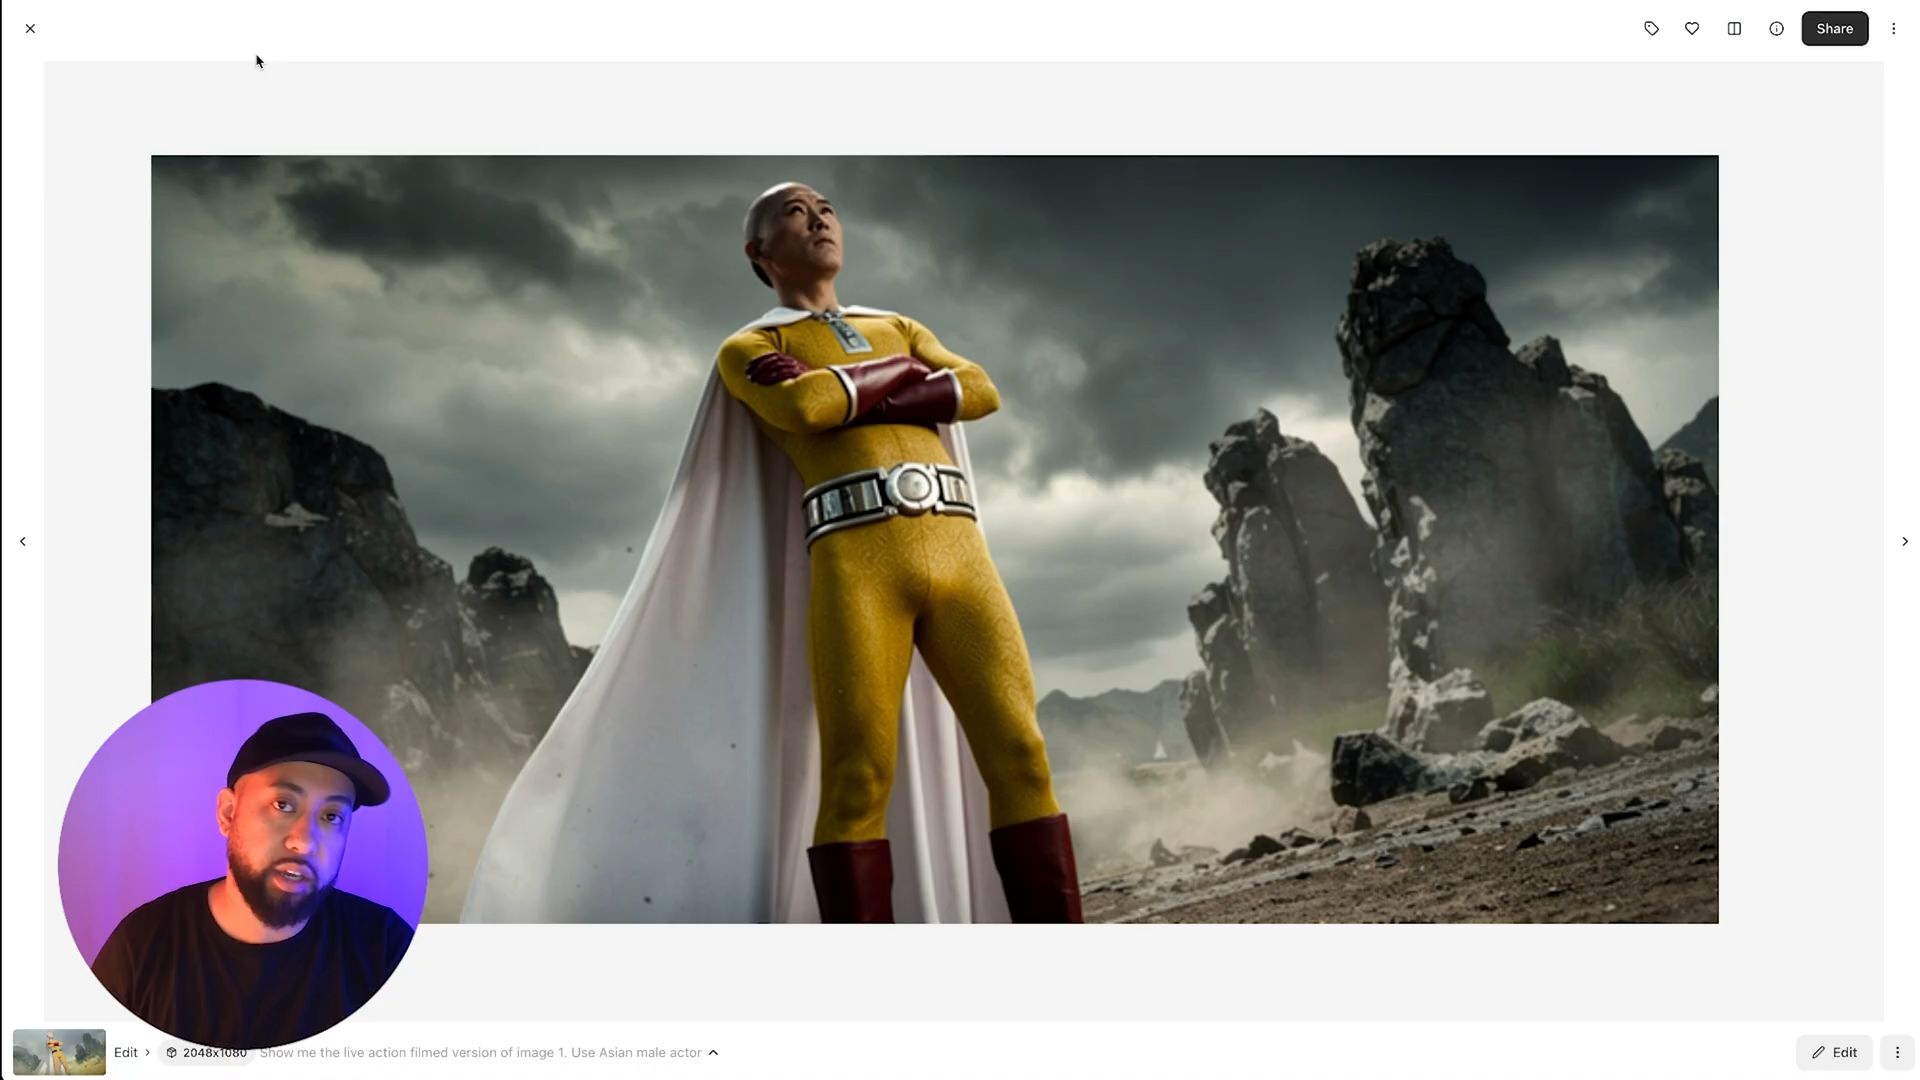 Share
Edit
2048x1080
Show me the live action filmed version of image 1. Use Asian male actor
Edit